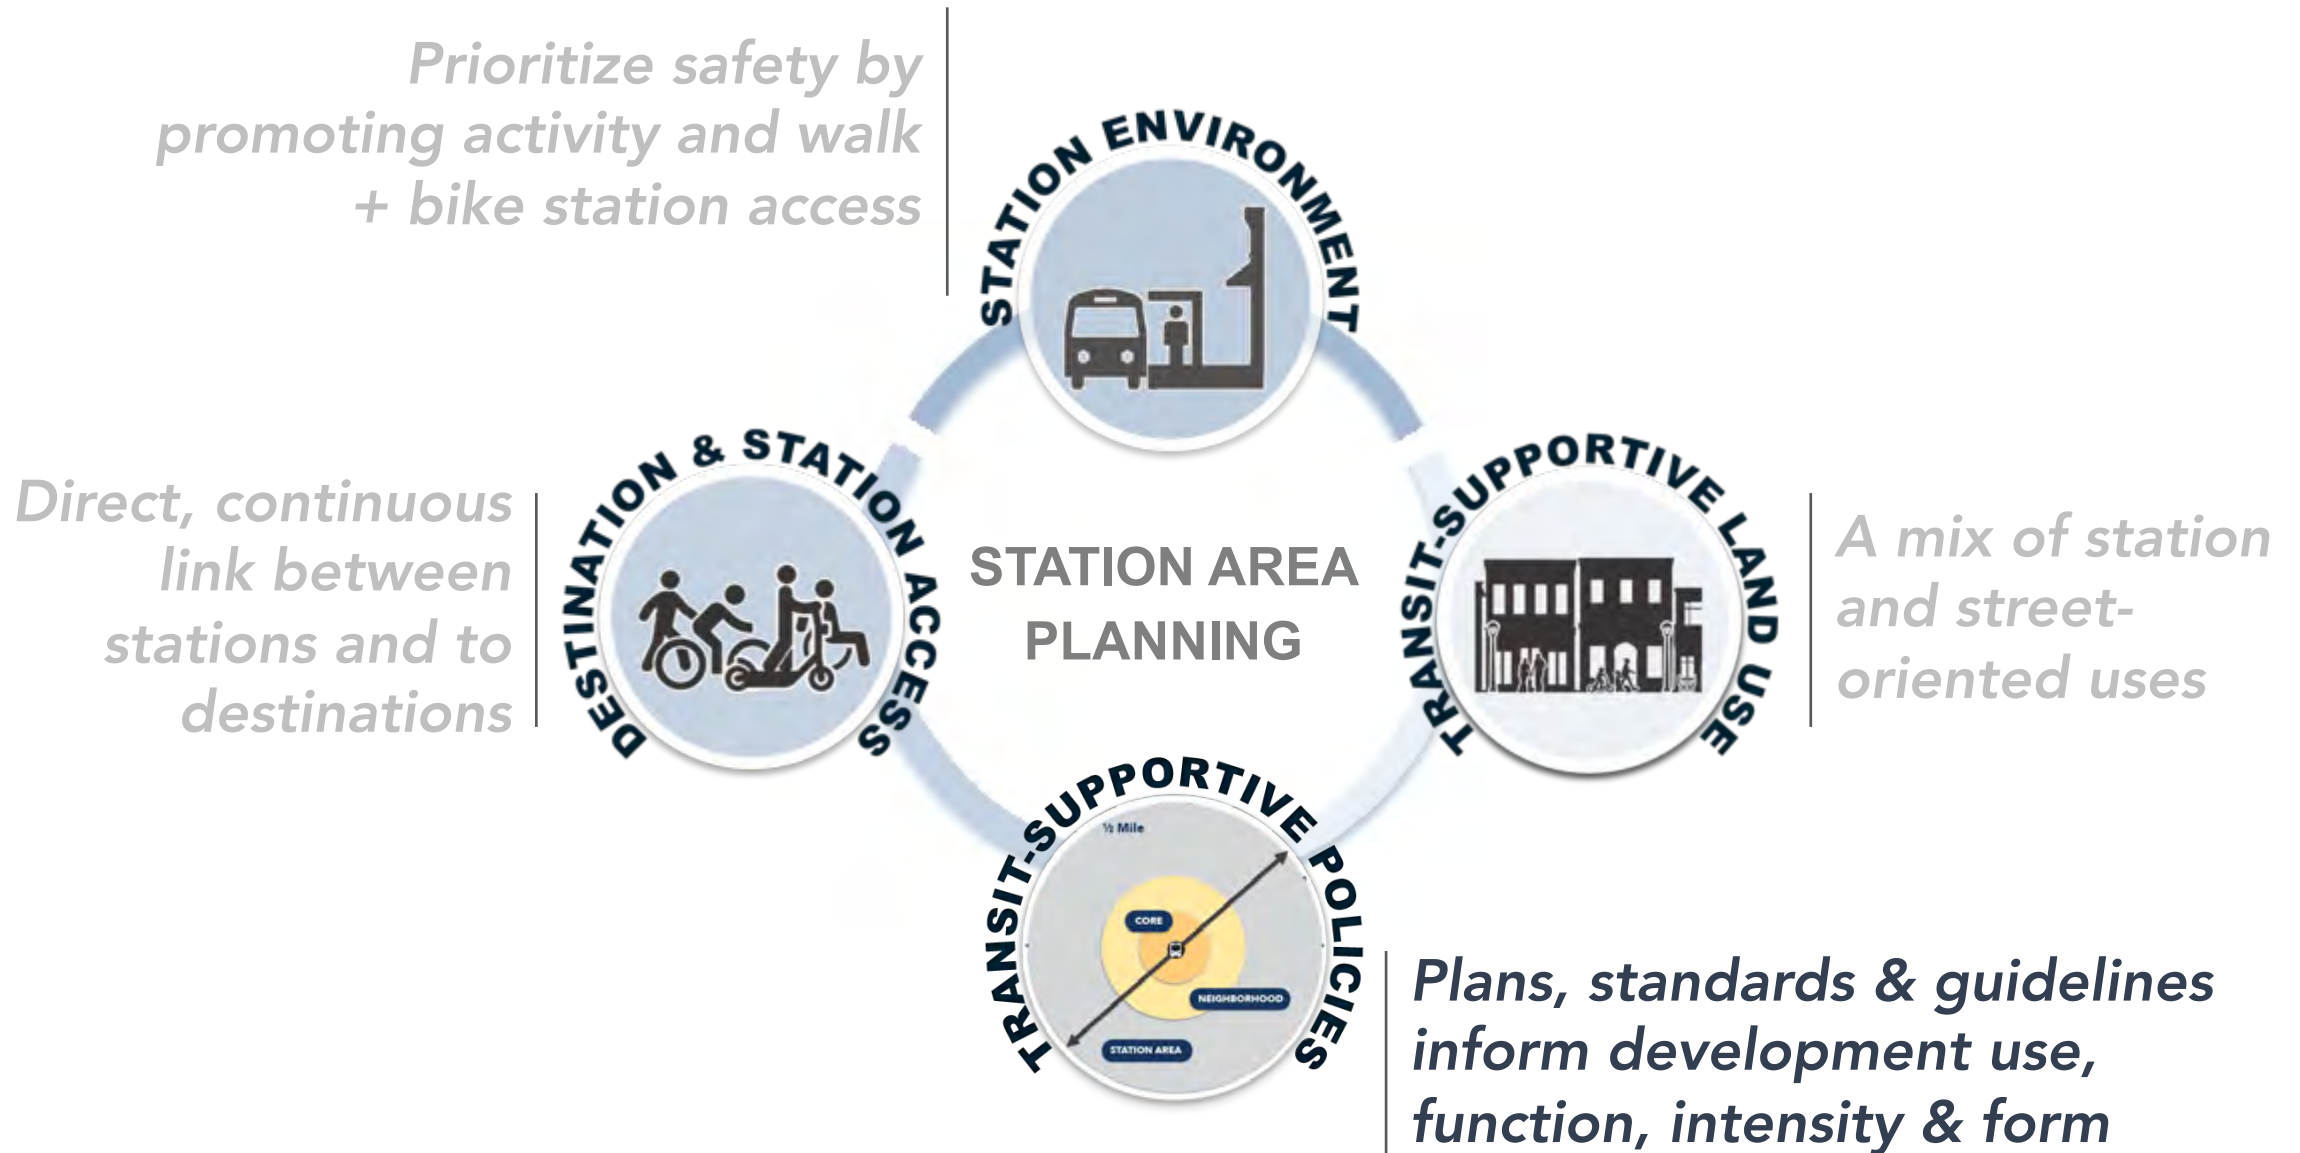 Prioritize safety by
promoting activity and walk
+ bike station access
STATION ENVIRONMENT
DESTINATION & STATION ACCESS
Direct, continuous
link between
stations and to
destinations
STATION AREA
PLANNING
TRANSIT-SUPPORTIVE LAND USE
A mix of station
and street-
oriented uses
TRANSIT-SUPPORTIVE POLICIES
½ Mile
CORE
NEIGHBORHOOD
STATION AREA
Plans, standards & guidelines
inform development use,
function, intensity & form